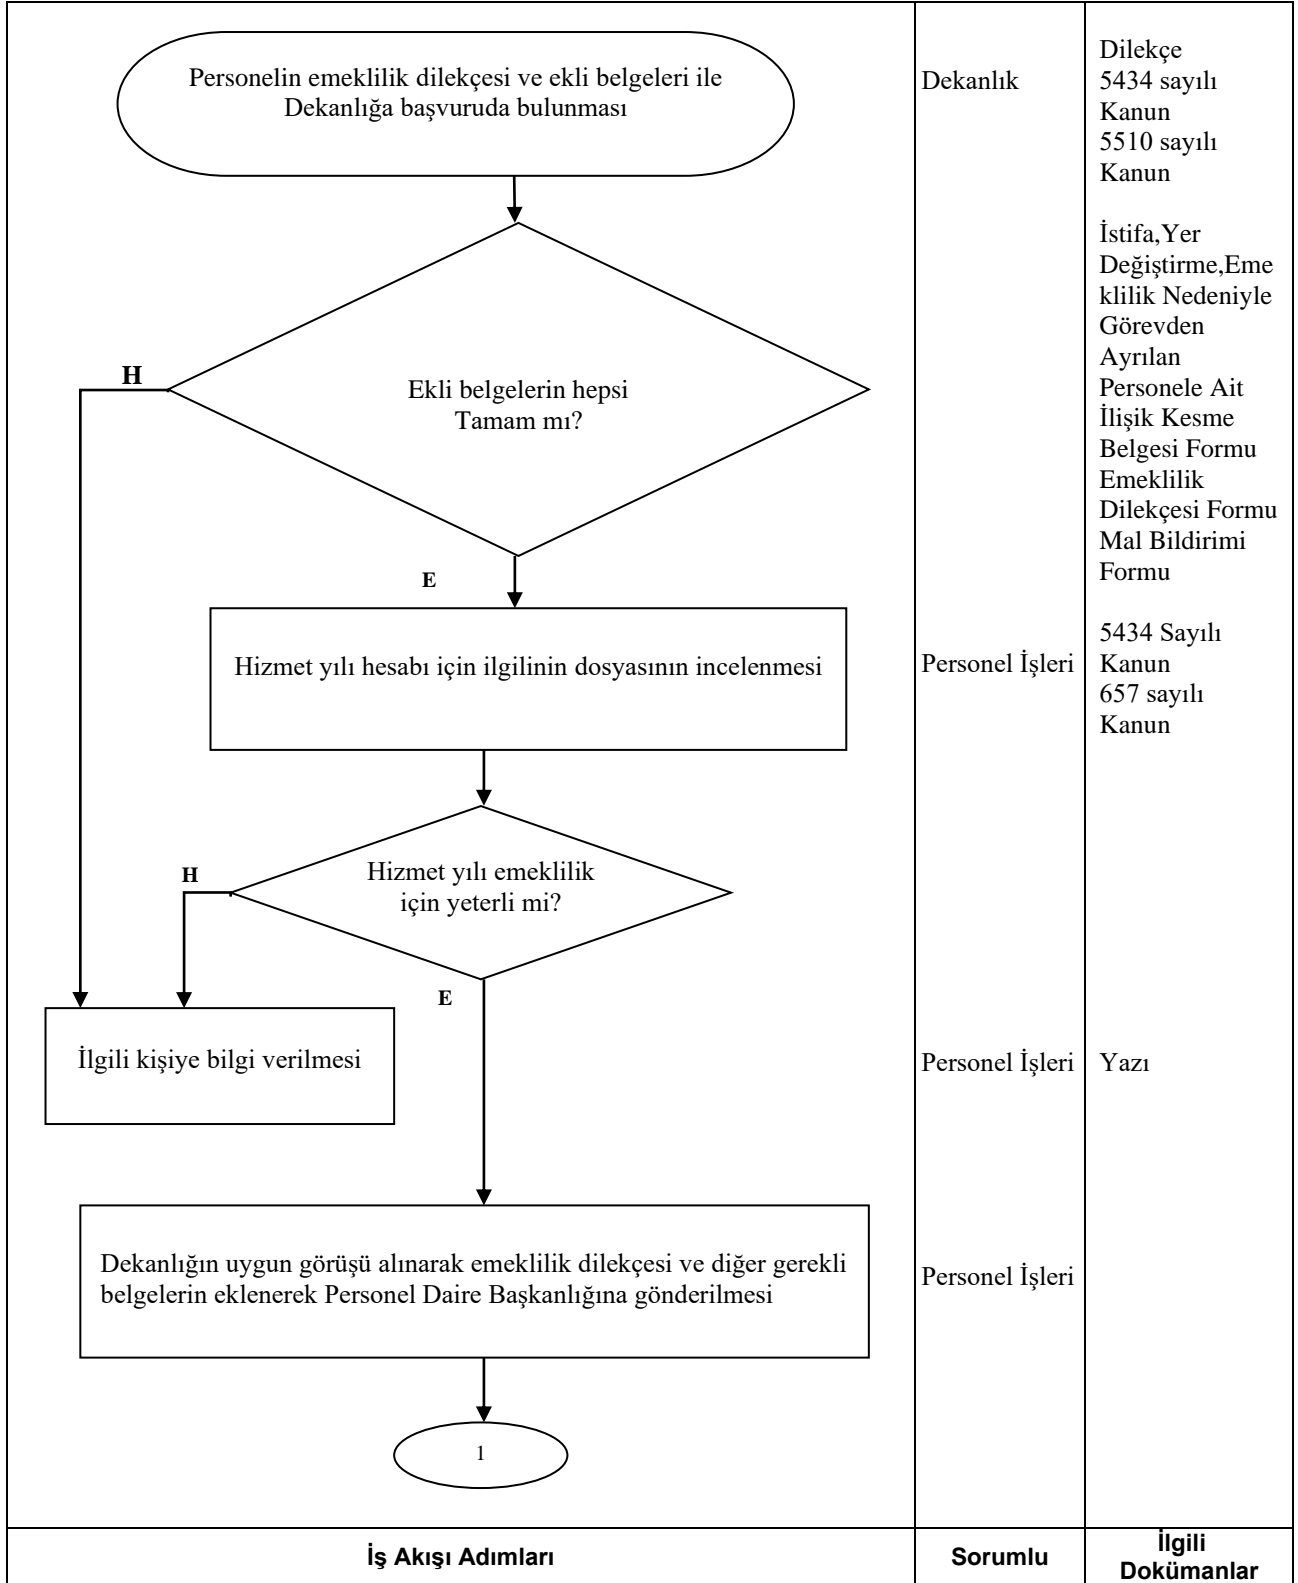 Personelin emeklilik dilekçesi ve ekli belgeleri ile
Dekanlığa başvuruda bulunması
Dekanlık
Dilekçe
5434 sayılı
Kanun
5510 sayılı
Kanun
İstifa,Yer
Değiştirme,Eme
klilik Nedeniyle
Görevden
Ayrılan
Personele Ait
İlişik Kesme
Belgesi Formu
Emeklilik
Dilekçesi Formu
Mal Bildirimi
Formu
H
Ekli belgelerin hepsi
Tamam mı?
E
Hizmet yılı hesabı için ilgilinin dosyasının incelenmesi
Personel İşleri
5434 Sayılı
Kanun
657 sayılı
Kanun
H
Hizmet yılı emeklilik
için yeterli mi?
E
İlgili kişiye bilgi verilmesi
Personel İşleri
Yazı
Dekanlığın uygun görüşü alınarak emeklilik dilekçesi ve diğer gerekli
belgelerin eklenerek Personel Daire Başkanlığına gönderilmesi
Personel İşleri
1
İş Akışı Adımları
Sorumlu
İlgili
Dokümanlar